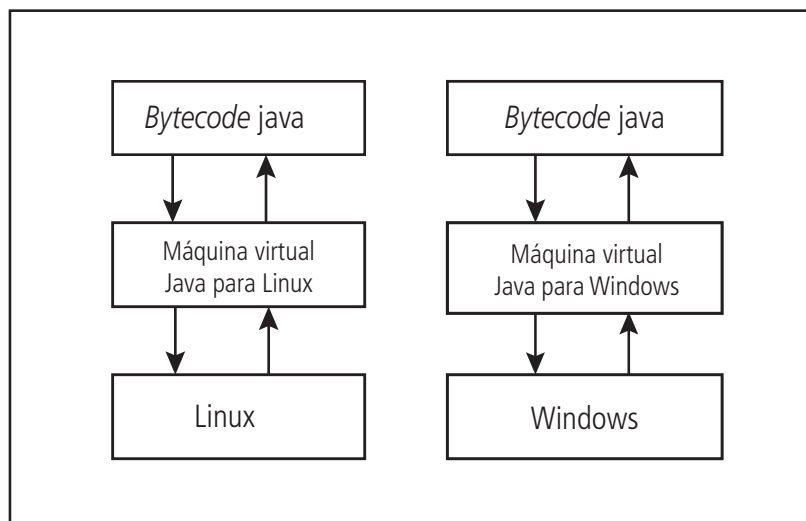 Bytecode java
Máquina virtual
Java para Linux
Linux
Bytecode java
Máquina virtual
Java para Windows
Windows